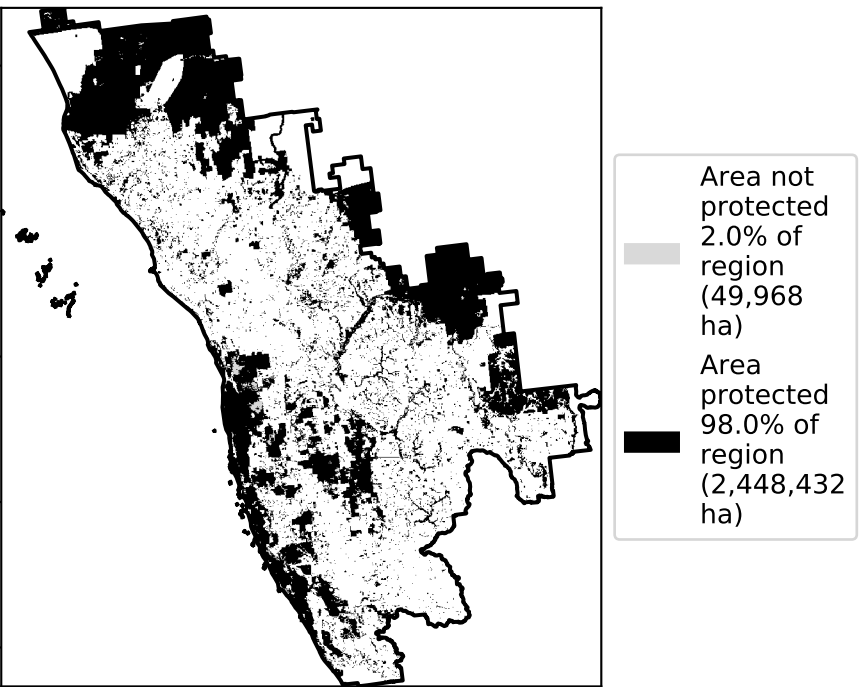 Area not
protected
2.0% of
region
(49,968
ha)
Area
protected
98.0% of
region
(2,448,432
ha)